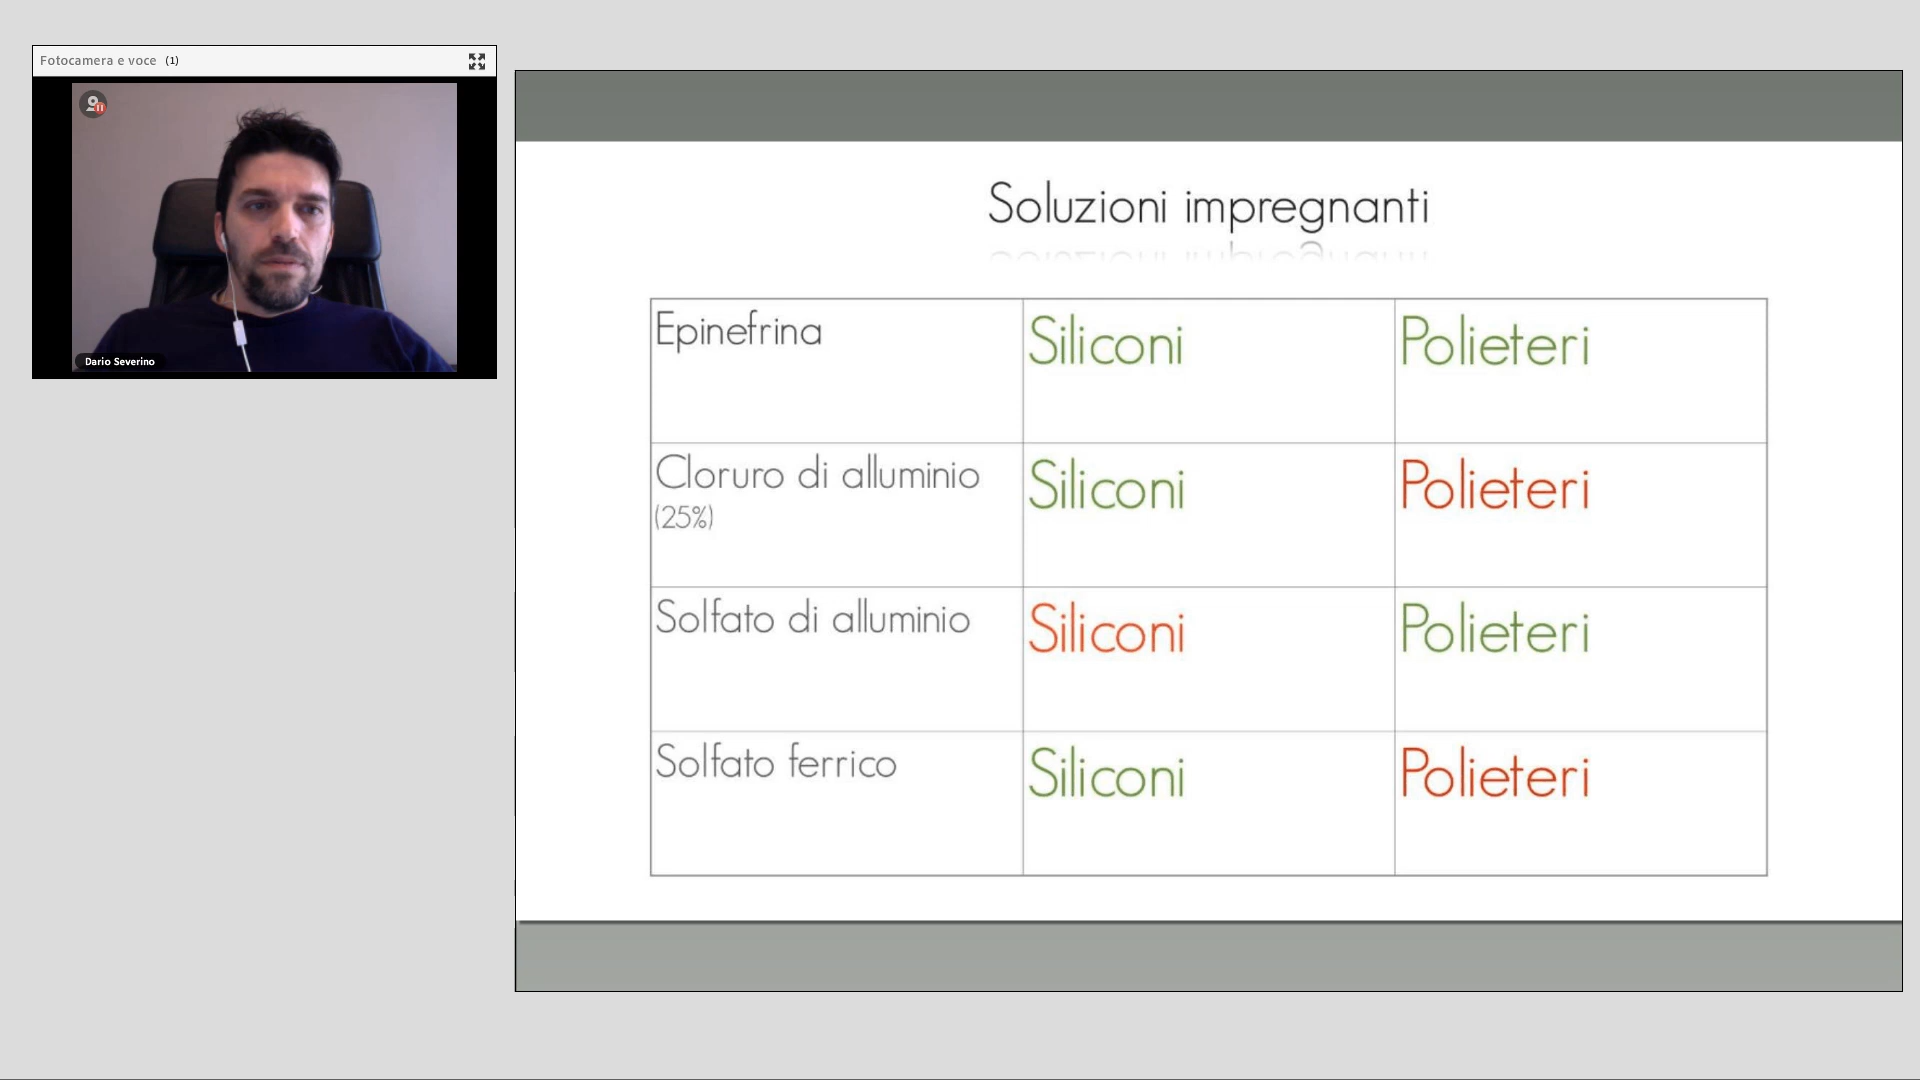 Fotocamera e voce (1)
Dario Severino
Soluzioni impregnanti
Epinefrina
Siliconi
Polieteri
Cloruro di alluminio
(25%)
Siliconi
Polieteri
Solfato di alluminio
Siliconi
Polieteri
Solfato ferrico
Siliconi
Polieteri